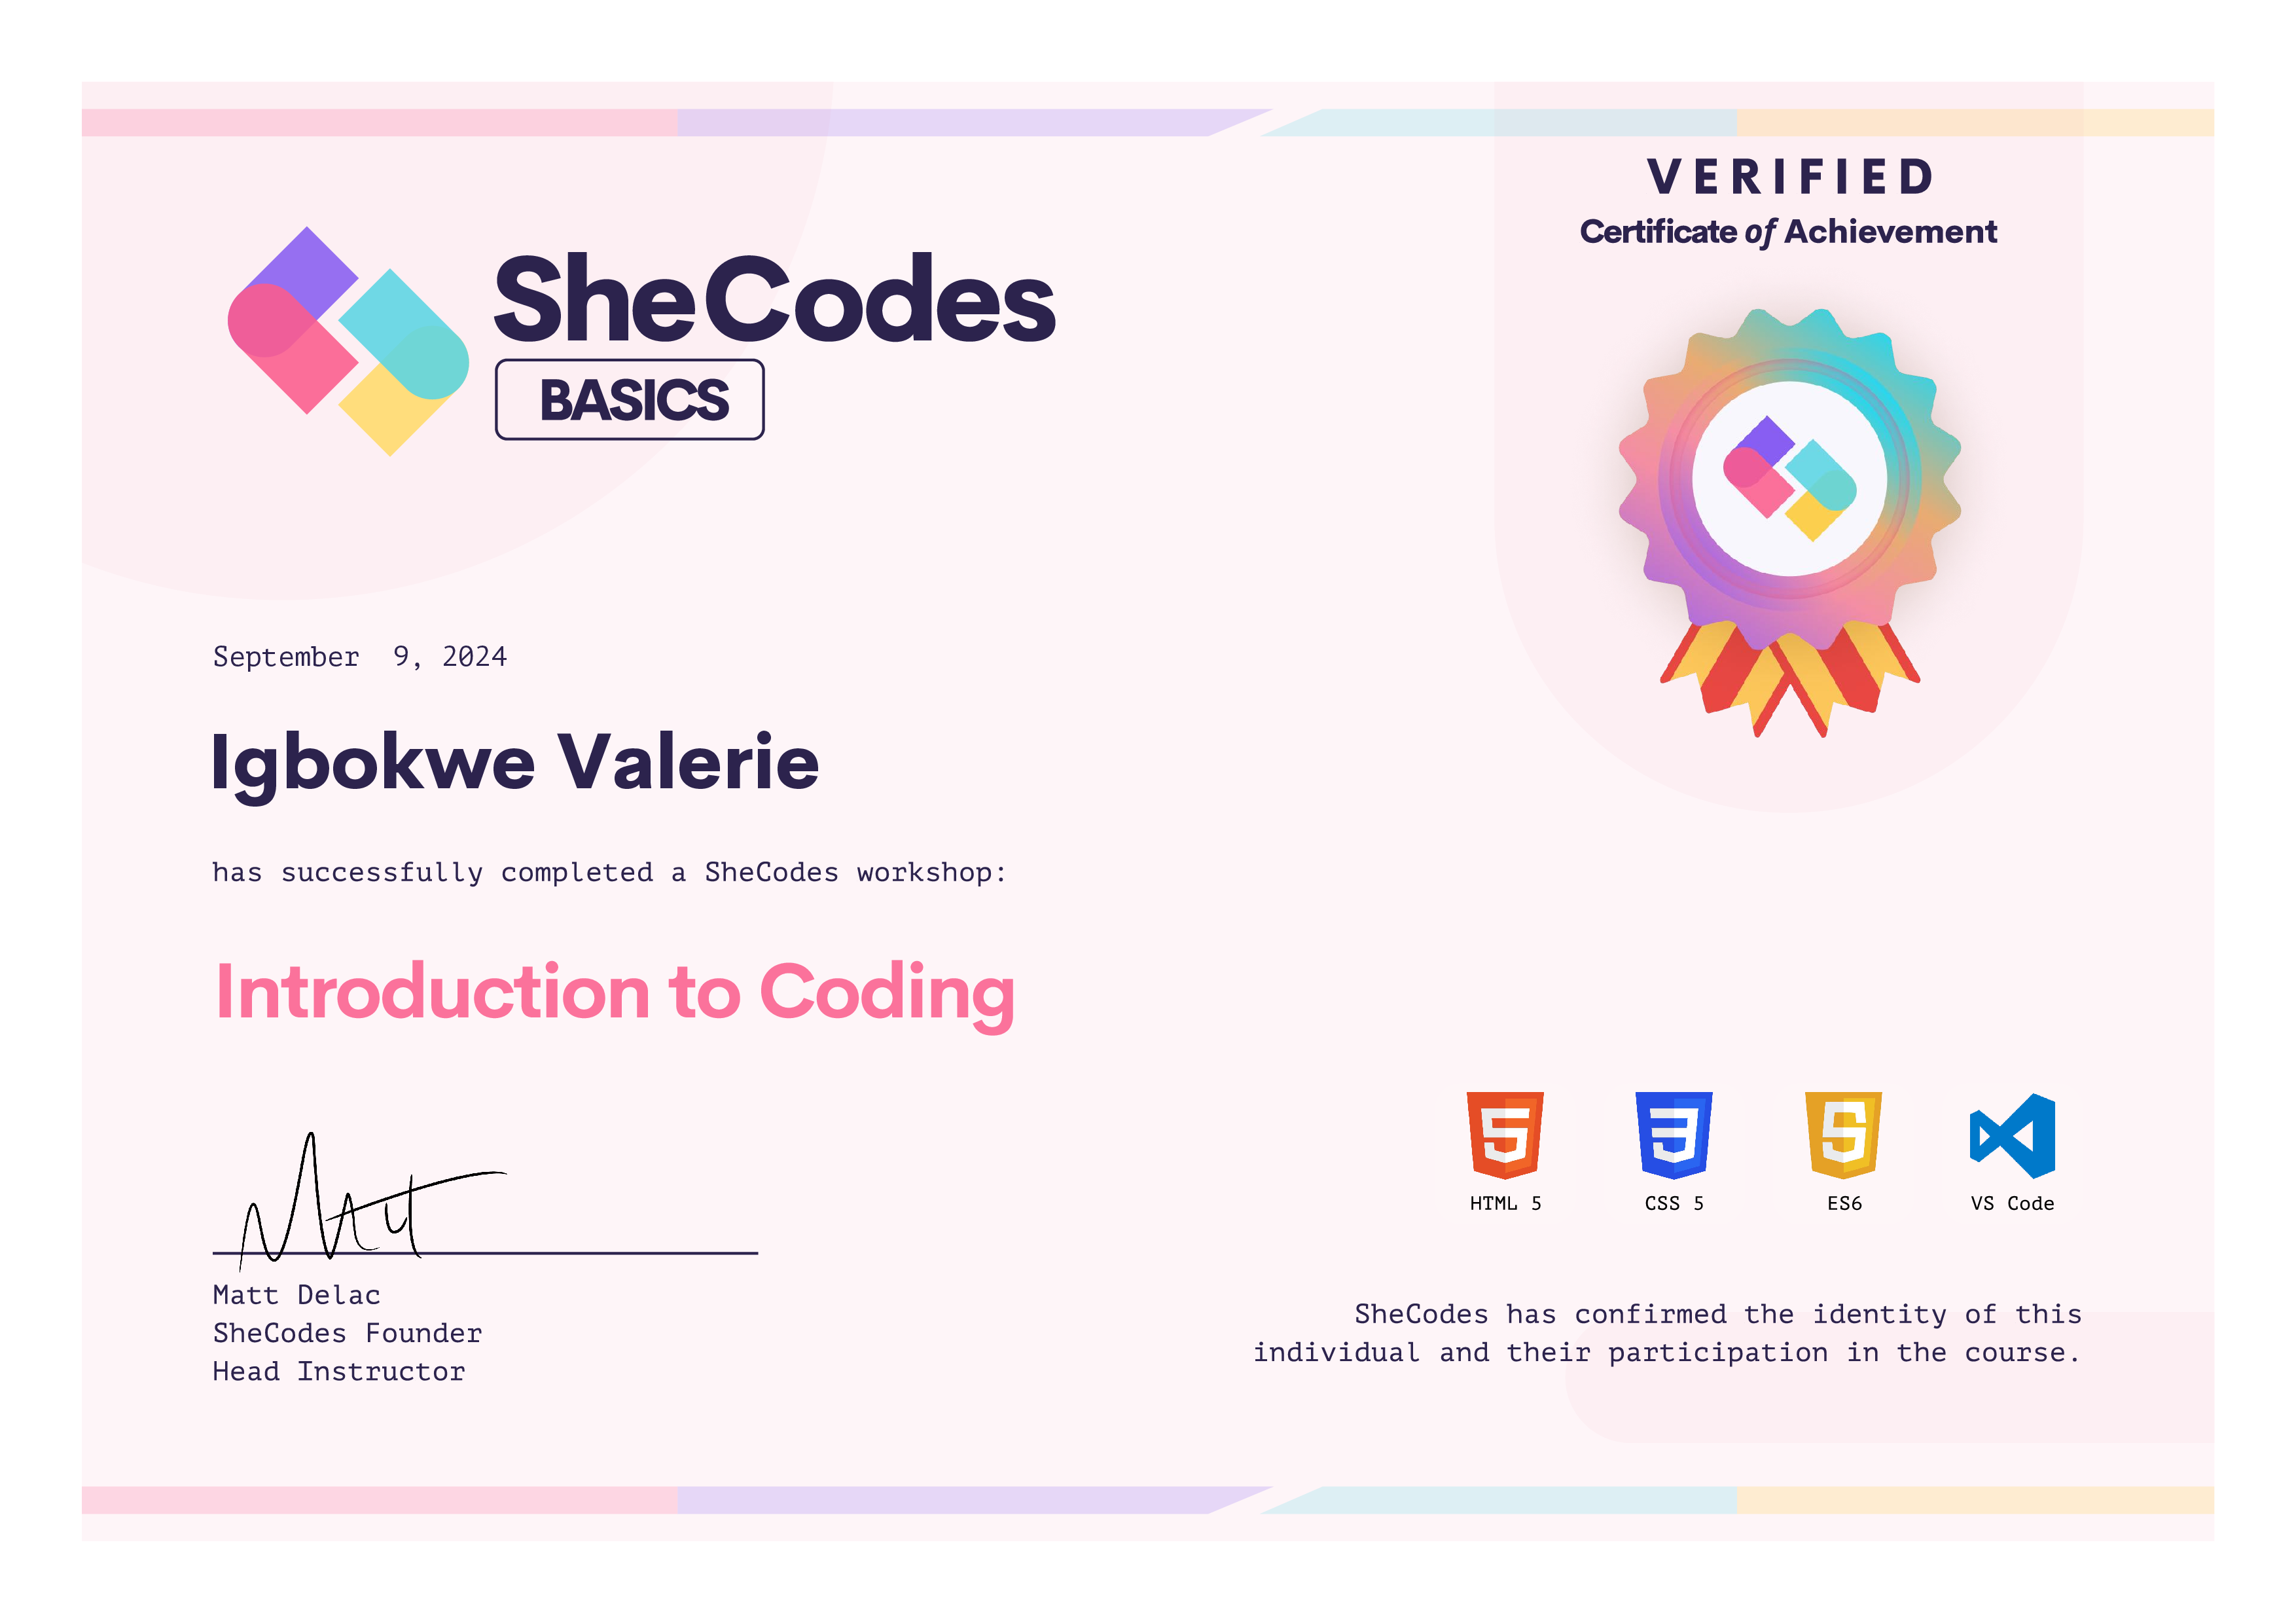 VERIFIED
Certificate of Achievement
SheCodes
BASICS
September 9, 2024
Igbokwe Valerie
has successfully completed a SheCodes workshop:
Introduction to Coding
HTML 5
CSS 5
ES6
VS Code
Matt
Matt Delac
SheCodes Founder
Head Instructor
SheCodes has confirmed the identity of this
individual and their participation in the course.